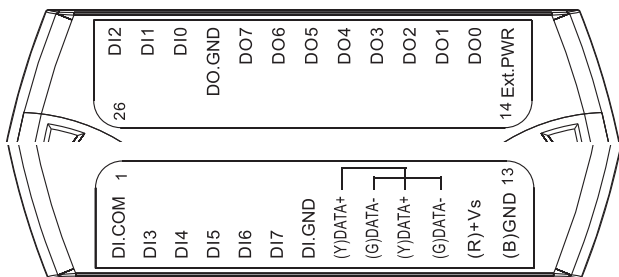 DI2
DI1
DI0
DO.GND
DO7
DO6
DO5
DO4
DO3
DO2
DO1
DO0
Ext.PWR
26
14
1
13
DI.COM
DI3
DI4
DI5
DI6
DI7
DI.GND
(Y)DATA+
(G)DATA-
(Y)DATA+
(G)DATA-
(R)+Vs
(B)GND